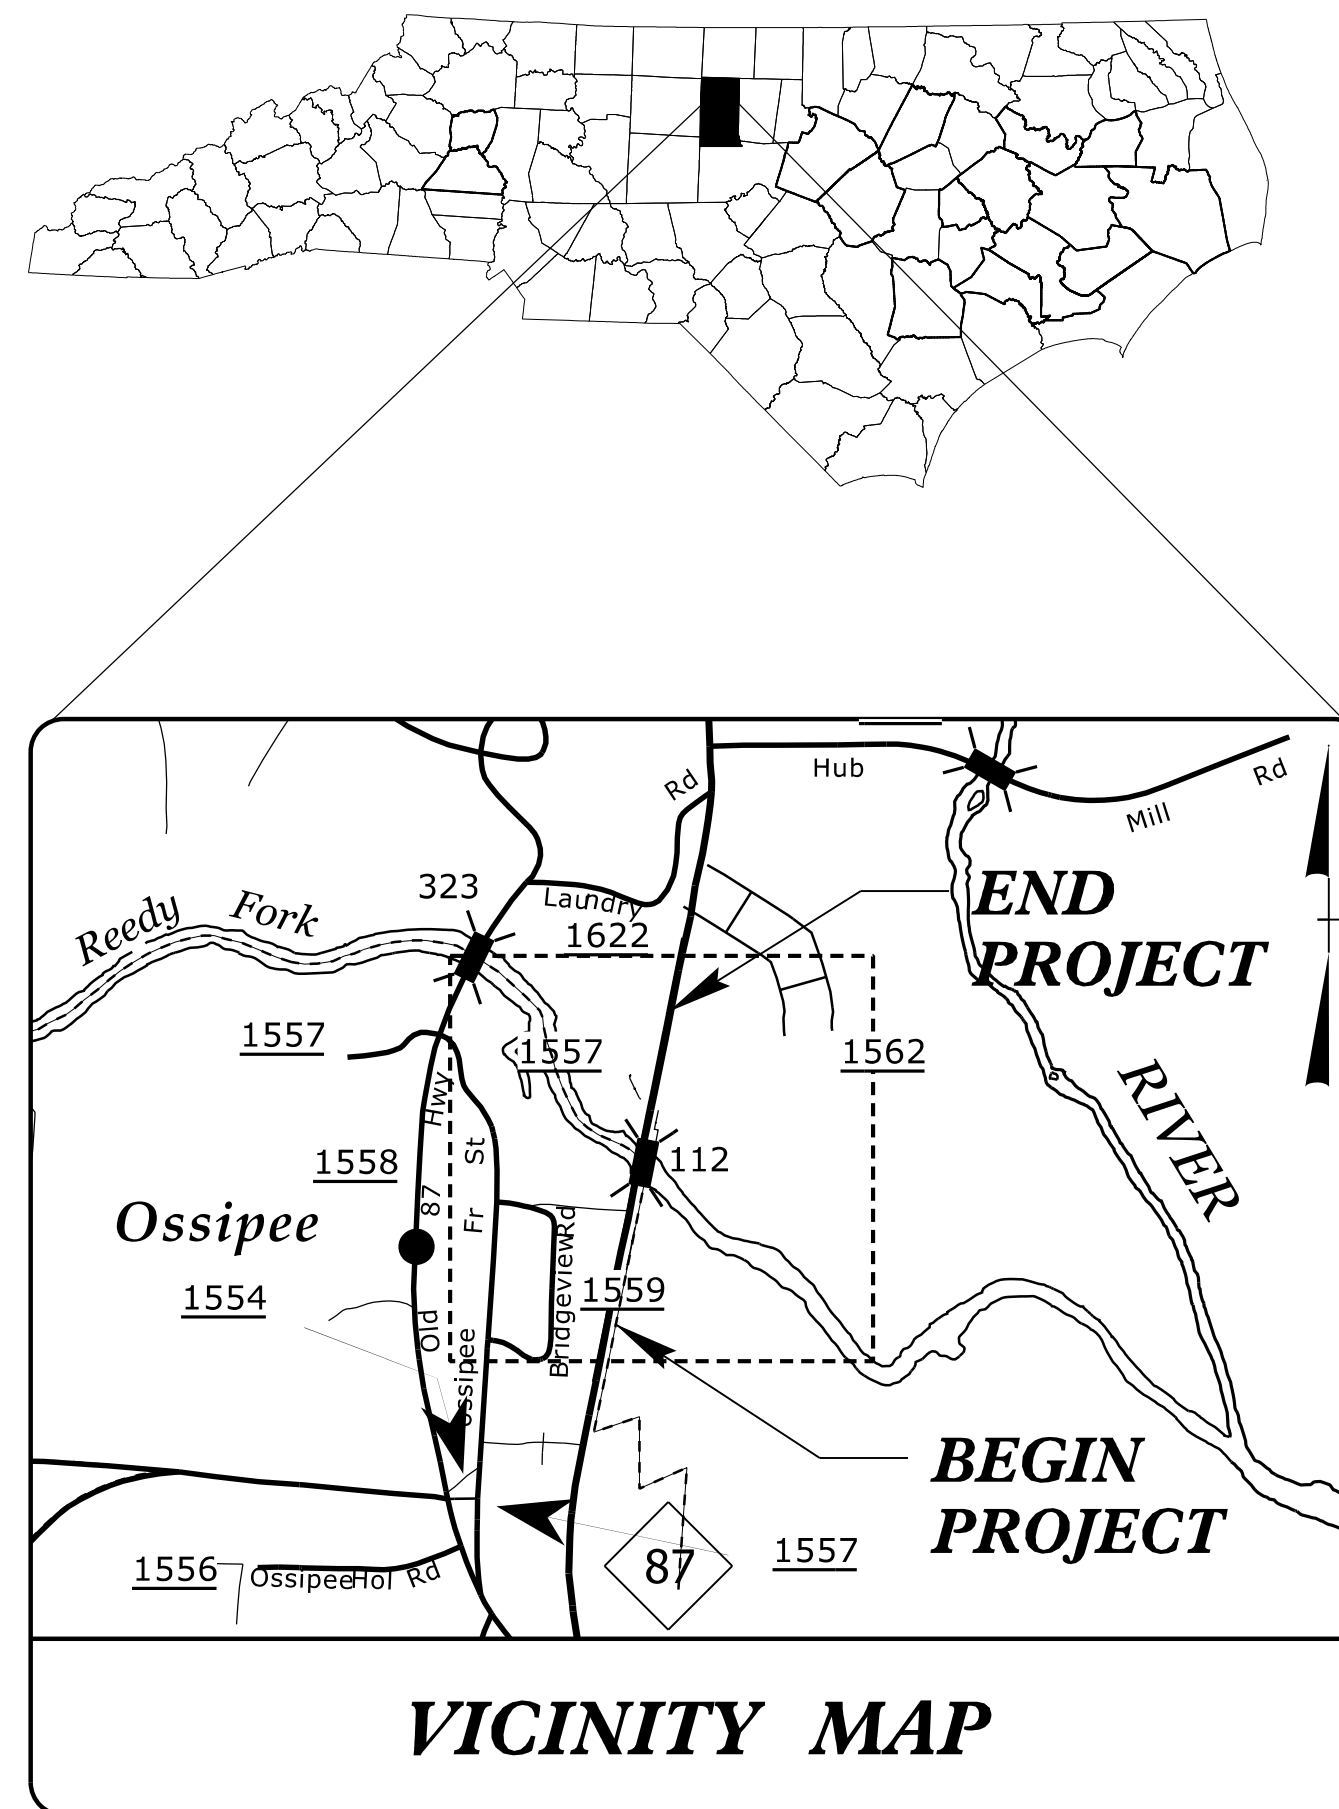 Hub
Rd
Rd
Mill
323
Reedy Fork
Laundry
1622
END
PROJECT
1557
1557
1562
Hwy
RIVER
St
112
1558
87
Fr
Rd
Ossipee
1559
1554
Bridgeview
Old
Ossipee
BEGIN
PROJECT
87
1557
1556
Ossipee Hol Rd
VICINITY MAP